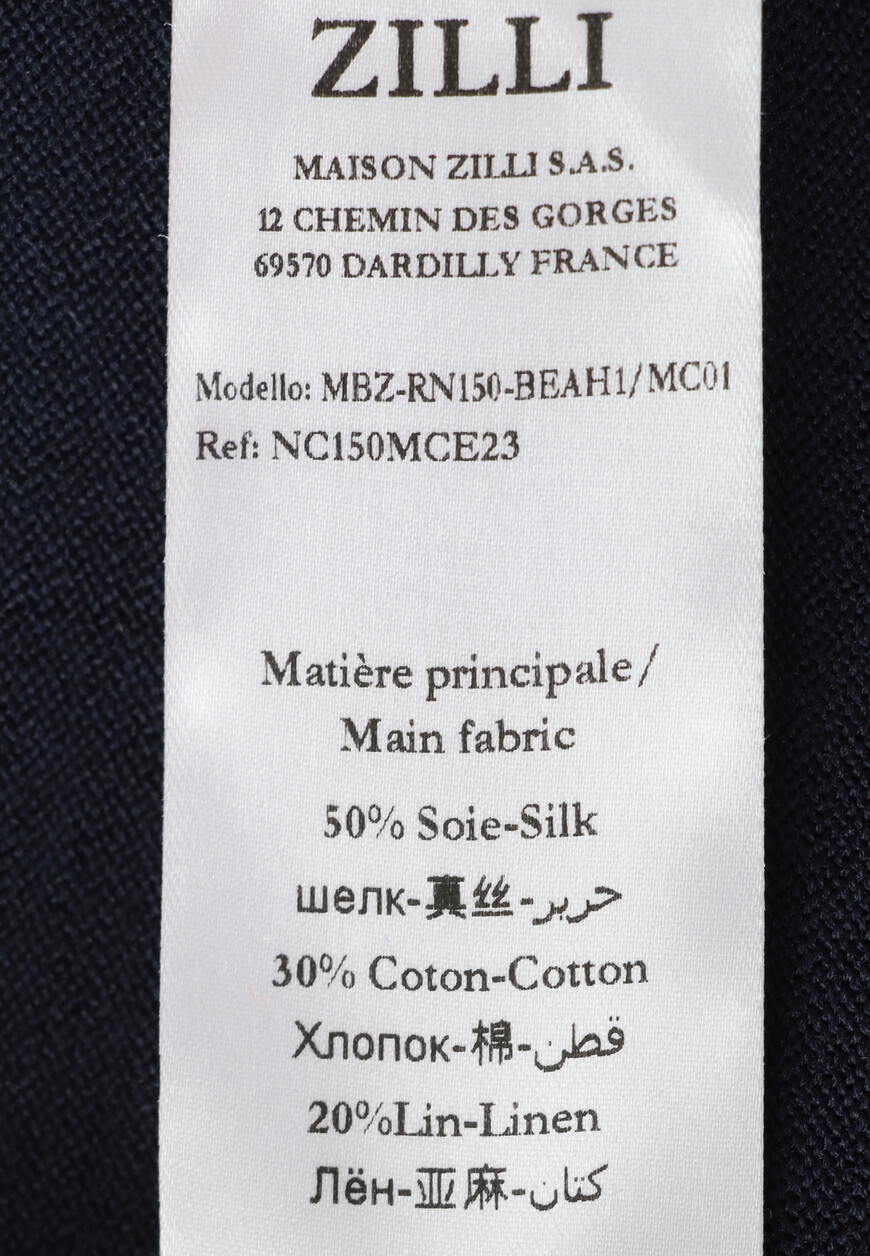 ZILLI
MAISON ZILLI S.A.S.
12 CHEMIN DES GORGES
69570 DARDILLY FRANCE
Modello: MBZ-RN150-BEAH1/MC01
Ref: NC150MCE23
Matière principale/
Main fabric
50% Soie-Silk
шелк-真丝-حرير
30% Coton-Cotton
Хлопок-棉-قطن
20%Lin-Linen
Лён-亚麻-كتان